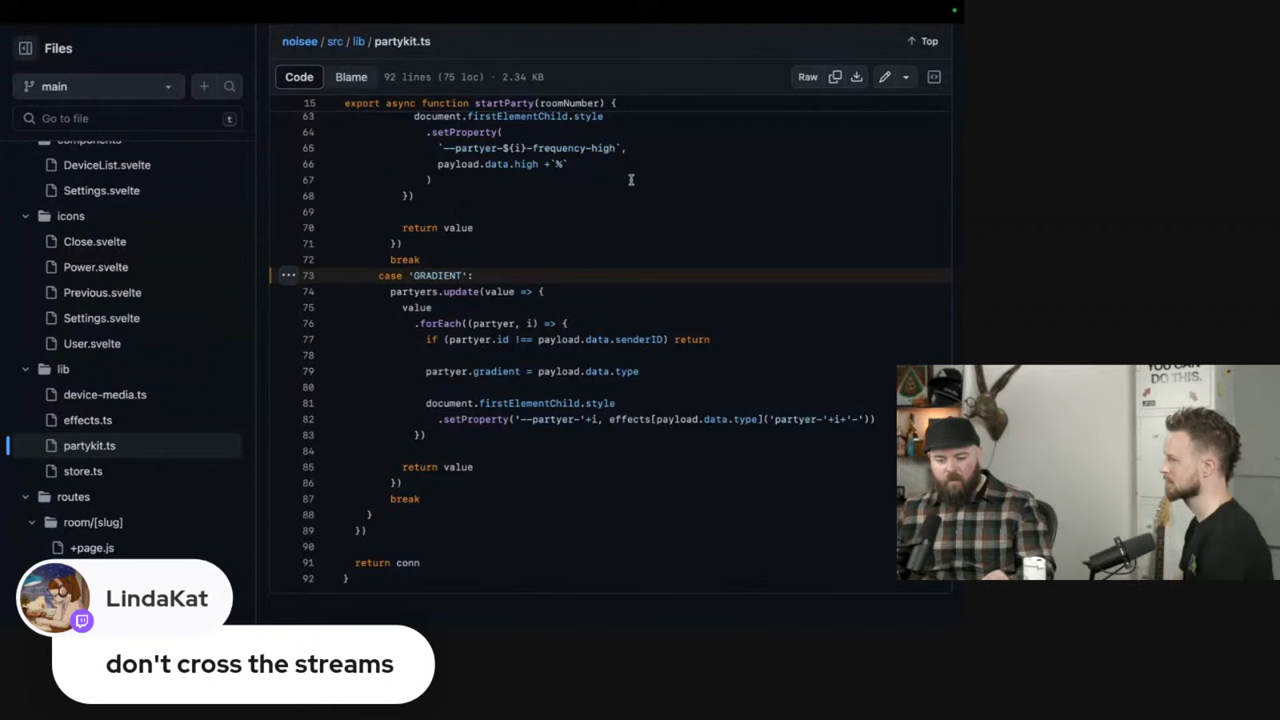 Files
main
Go to file
t
components
DeviceList.svelte
Settings.svelte
icons
Close.svelte
Power.svelte
Previous.svelte
Settings.svelte
User.svelte
lib
device-media.ts
effects.ts
partykit.ts
store.ts
routes
room/[slug]
+page.js
noisee / src / lib / partykit.ts
Top
Code Blame 92 lines (75 loc) · 2.34 KB
Raw
15 export async function startParty(roomNumber) {
63 document.firstElementChild.style
64 .setProperty(
65 `--partyer-${i}-frequency-high`,
66 payload.data.high +`%`
67 )
68 })
69
70 return value
71 })
72 break
73 case 'GRADIENT':
74 partyers.update(value => {
75 value
76 .forEach((partyer, i) => {
77 if (partyer.id !== payload.data.senderID) return
78
79 partyer.gradient = payload.data.type
80
81 document.firstElementChild.style
82 .setProperty('--partyer-'+i, effects[payload.data.type]('partyer-'+i+'-'))
83 })
84
85 return value
86 })
87 break
88 }
89 })
90
91 return conn
92 }
YOU CAN
DO THIS.
LindaKat
don't cross the streams